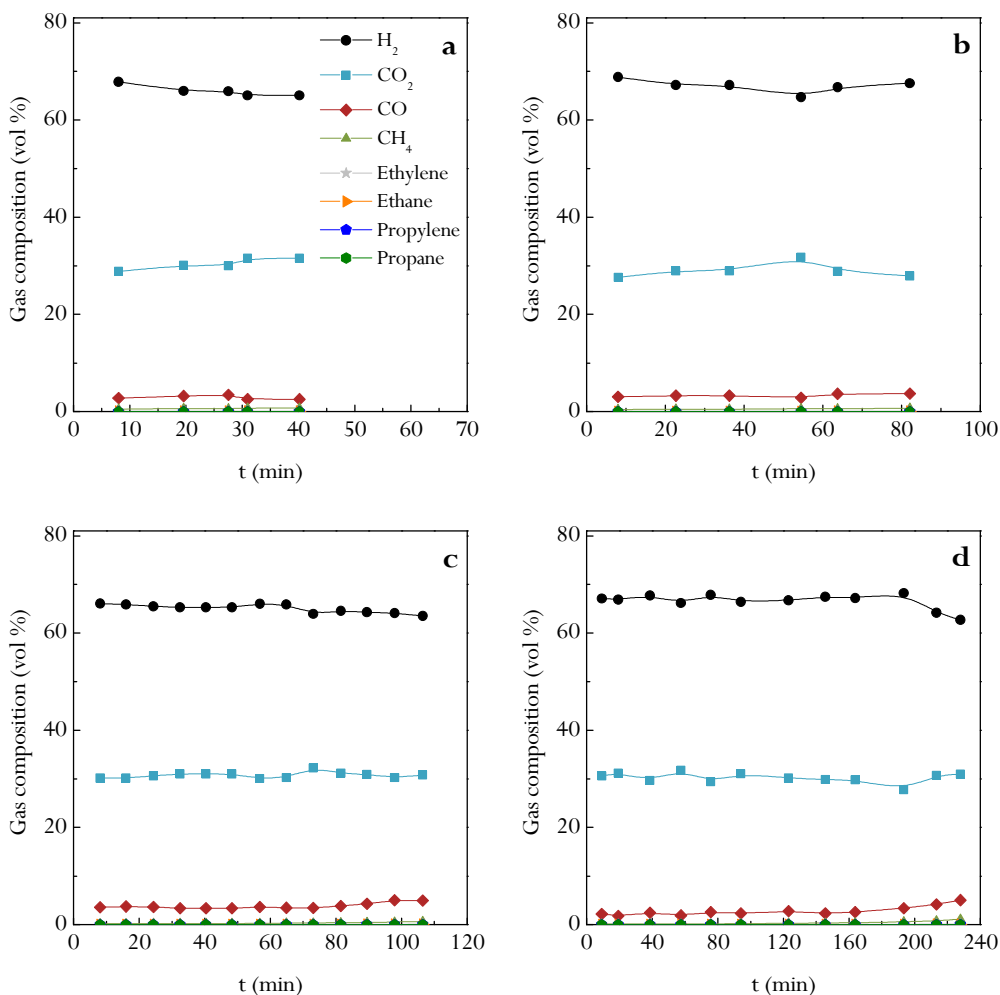 a
H₂
CO₂
CO
CH₄
Ethylene
Ethane
Propylene
Propane
Gas composition (vol %)
80
60
40
20
0
0 10 20 30 40 50 60 70
t (min)
b
Gas composition (vol %)
80
60
40
20
0
0 20 40 60 80 100
t (min)
c
Gas composition (vol %)
80
60
40
20
0
0 20 40 60 80 100 120
t (min)
d
Gas composition (vol %)
80
60
40
20
0
0 40 80 120 160 200 240
t (min)